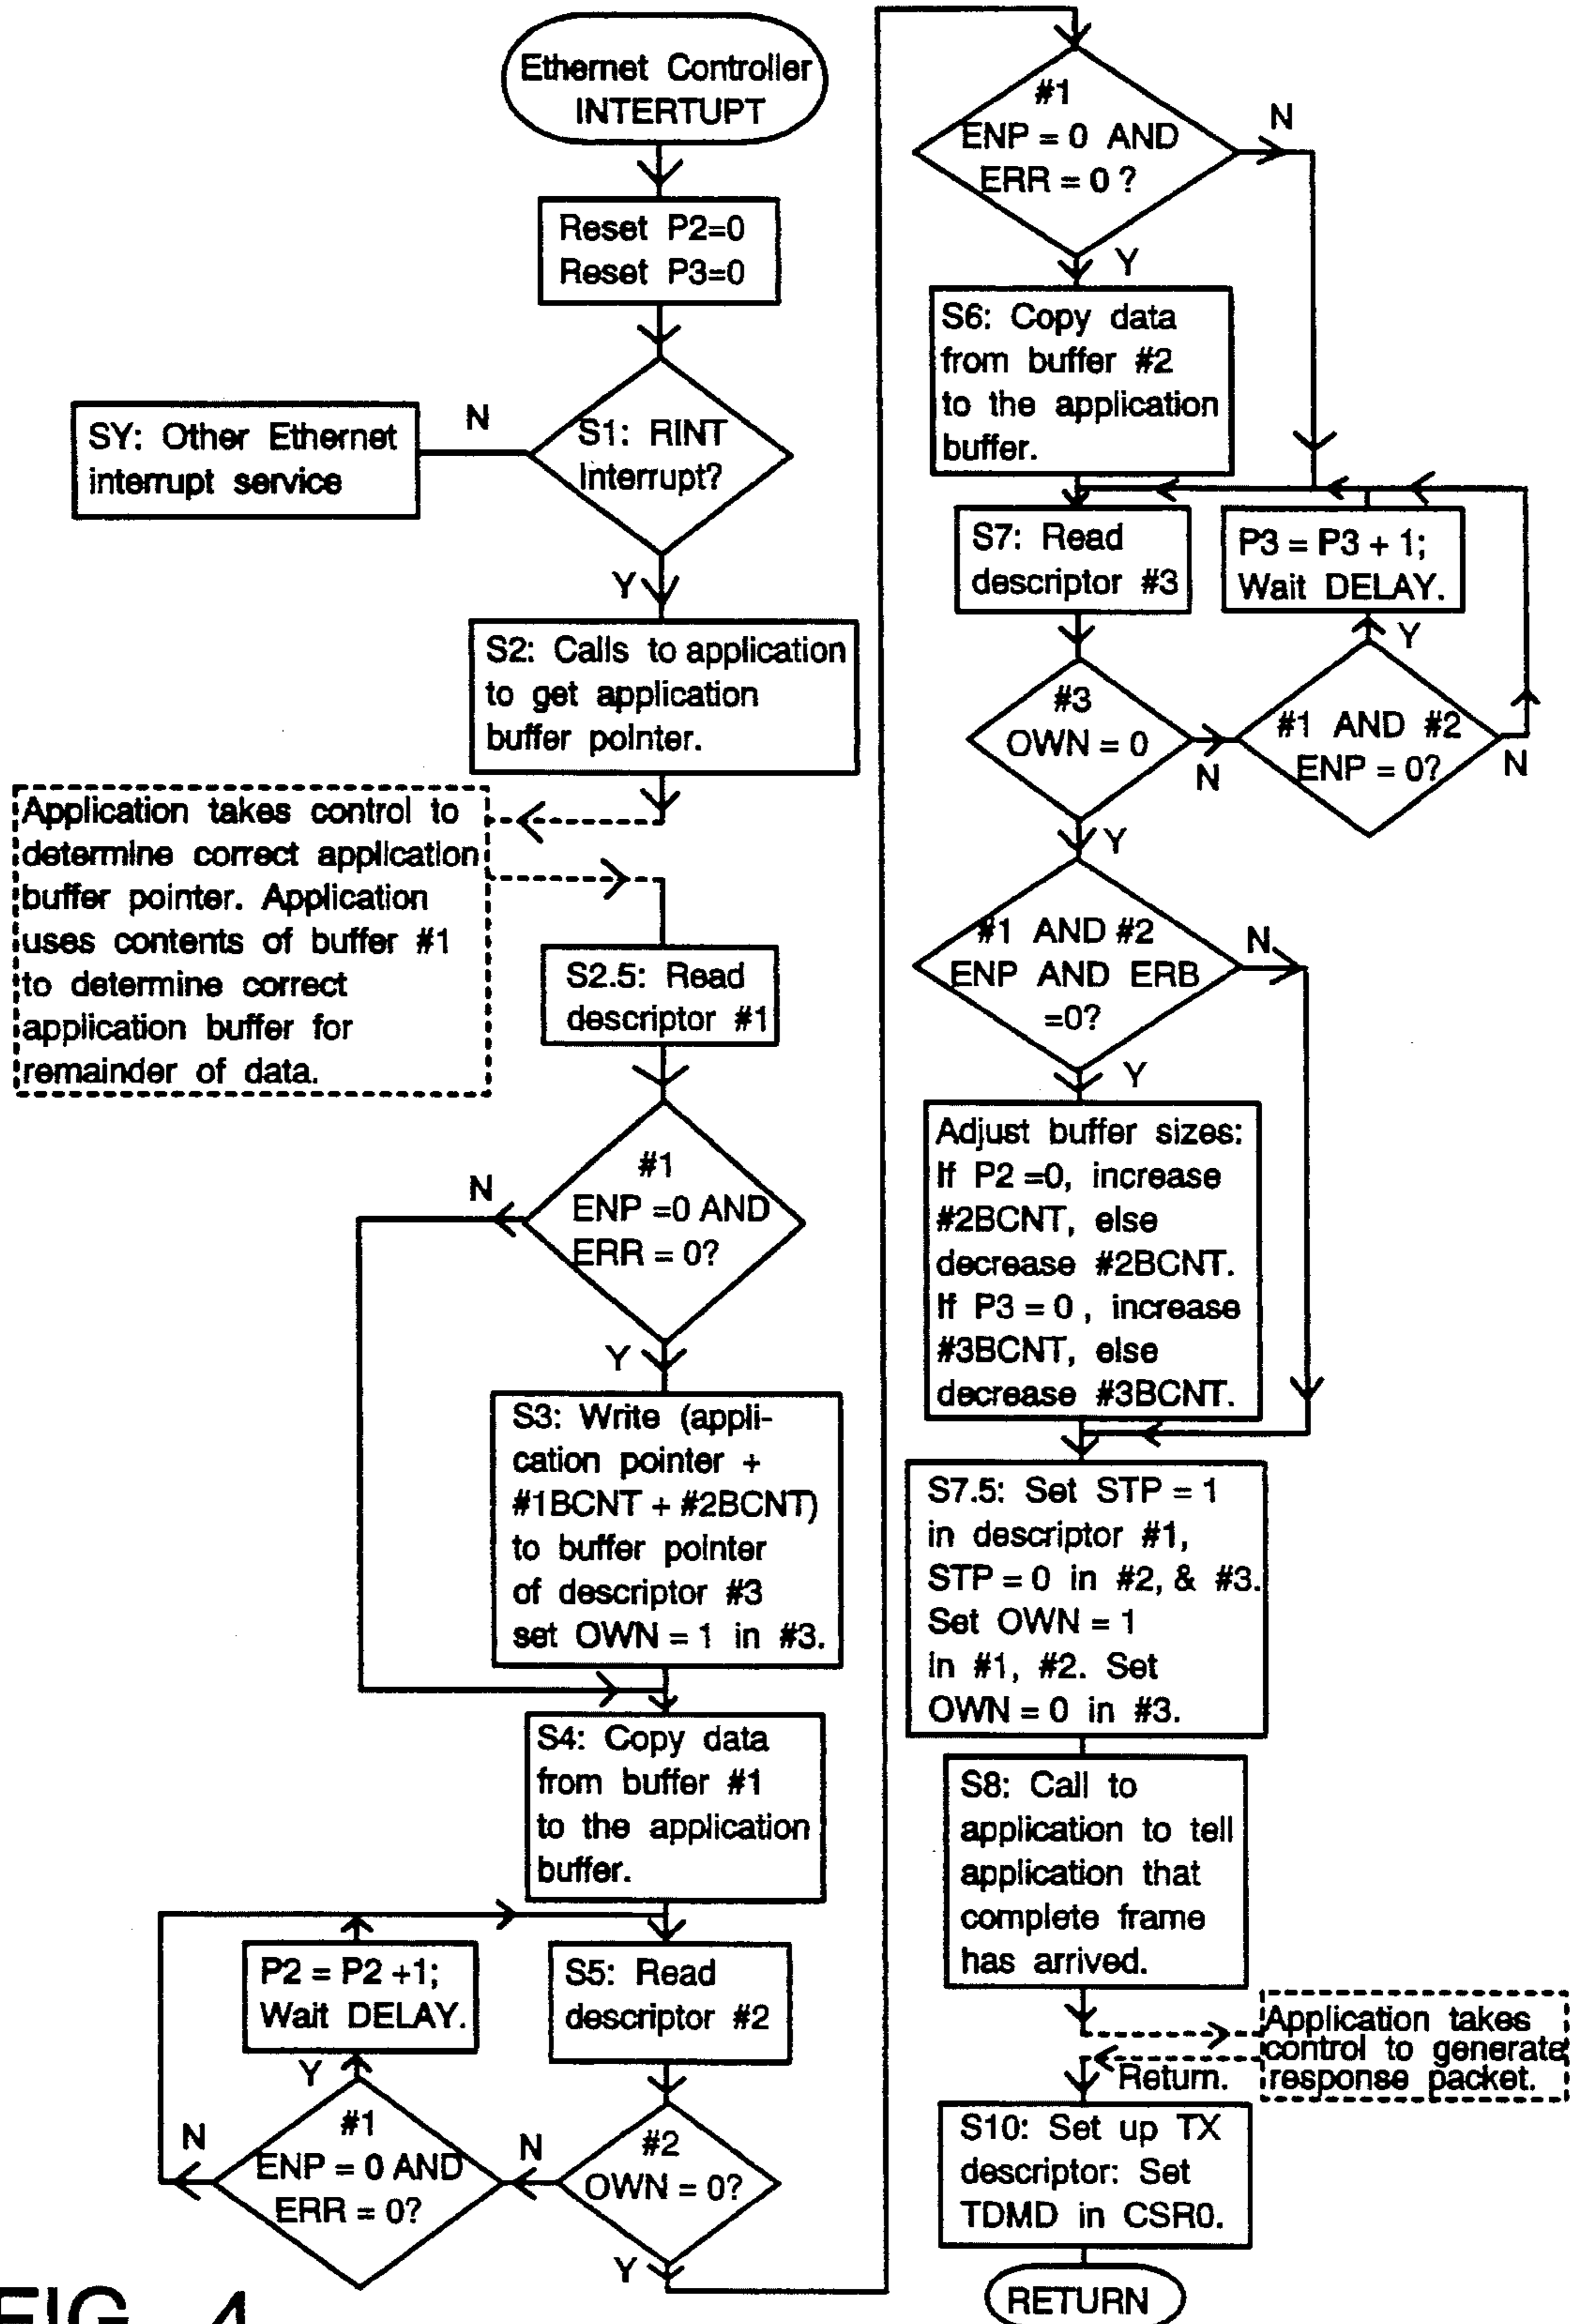 Ethernet Controller
INTERTUPT
Reset P2=0
Reset P3=0
S1: RINT
Interrupt?
N
SY: Other Ethernet
interrupt service
Y
S2: Calls to application
to get application
buffer pointer.
Application takes control to
determine correct application
buffer pointer. Application
uses contents of buffer #1
to determine correct
application buffer for
remainder of data.
S2.5: Read
descriptor #1
#1
ENP =0 AND
ERR = 0?
N
Y
S3: Write (appli-
cation pointer +
#1BCNT + #2BCNT)
to buffer pointer
of descriptor #3
set OWN = 1 in #3.
S4: Copy data
from buffer #1
to the application
buffer.
P2 = P2 +1;
Wait DELAY.
S5: Read
descriptor #2
Y
#1
ENP = 0 AND
ERR = 0?
N
N
#2
OWN = 0?
Y
#1
ENP = 0 AND
ERR = 0 ?
N
Y
S6: Copy data
from buffer #2
to the application
buffer.
S7: Read
descriptor #3
P3 = P3 + 1;
Wait DELAY.
Y
#3
OWN = 0
N
#1 AND #2
ENP = 0?
N
Y
#1 AND #2
ENP AND ERB
=0?
N
Y
Adjust buffer sizes:
If P2 =0, increase
#2BCNT, else
decrease #2BCNT.
If P3 = 0 , increase
#3BCNT, else
decrease #3BCNT.
S7.5: Set STP = 1
in descriptor #1,
STP = 0 in #2, & #3.
Set OWN = 1
in #1, #2. Set
OWN = 0 in #3.
S8: Call to
application to tell
application that
complete frame
has arrived.
Application takes
control to generate
response packet.
Return.
S10: Set up TX
descriptor: Set
TDMD in CSR0.
RETURN
FIG. 4